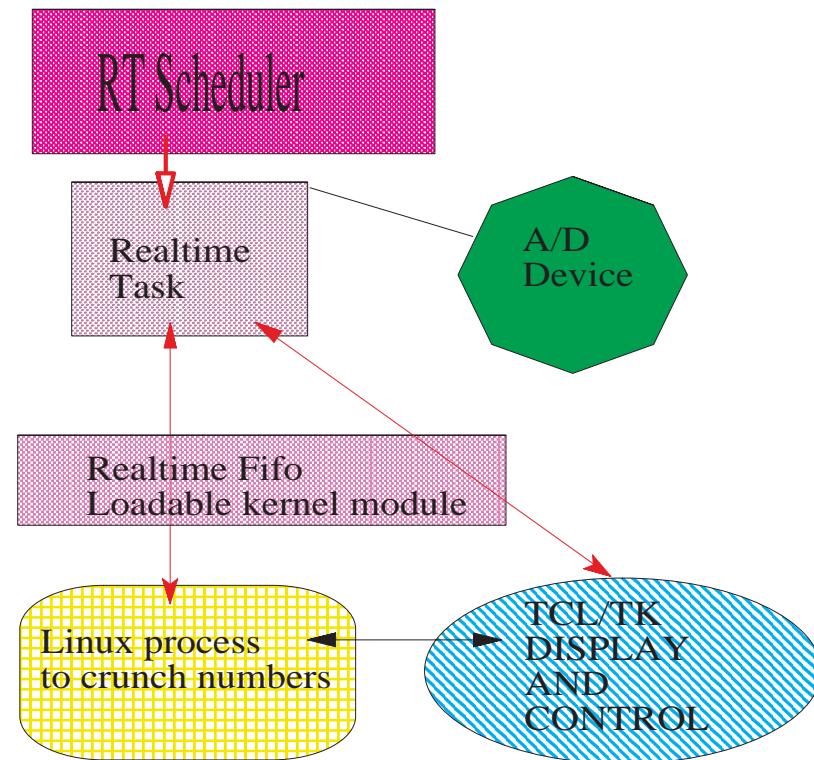 RT Scheduler
Realtime
Task
A/D
Device
Realtime Fifo
Loadable kernel module
Linux process
to crunch numbers
TCL/TK
DISPLAY
AND
CONTROL